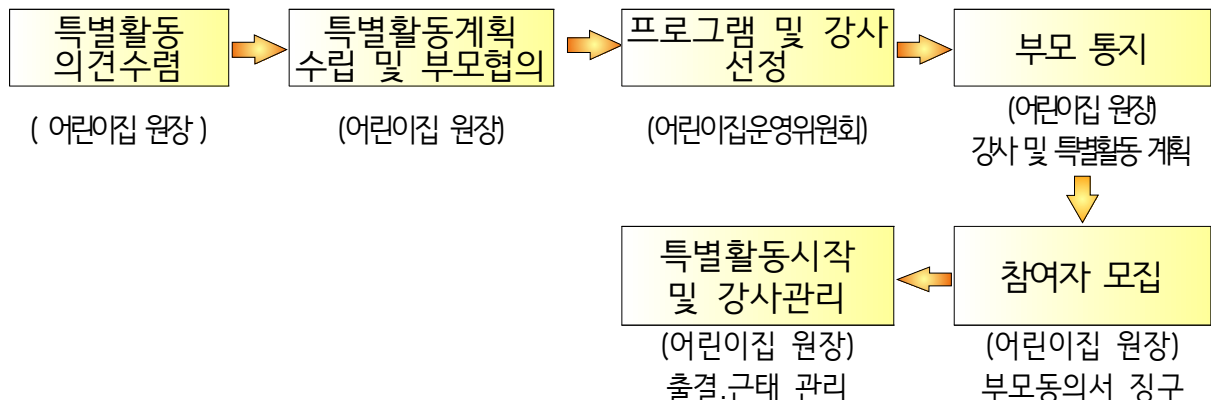 특별활동
의견수렴
( 어린이집 원장 )
특별활동계획
수립 및 부모협의
(어린이집 원장)
프로그램 및 강사
선정
(어린이집운영위원회)
부모 통지
(어린이집 원장)
강사 및 특별활동 계획
참여자 모집
(어린이집 원장)
부모동의서 징구
특별활동시작
및 강사관리
(어린이집 원장)
출결.근태 관리